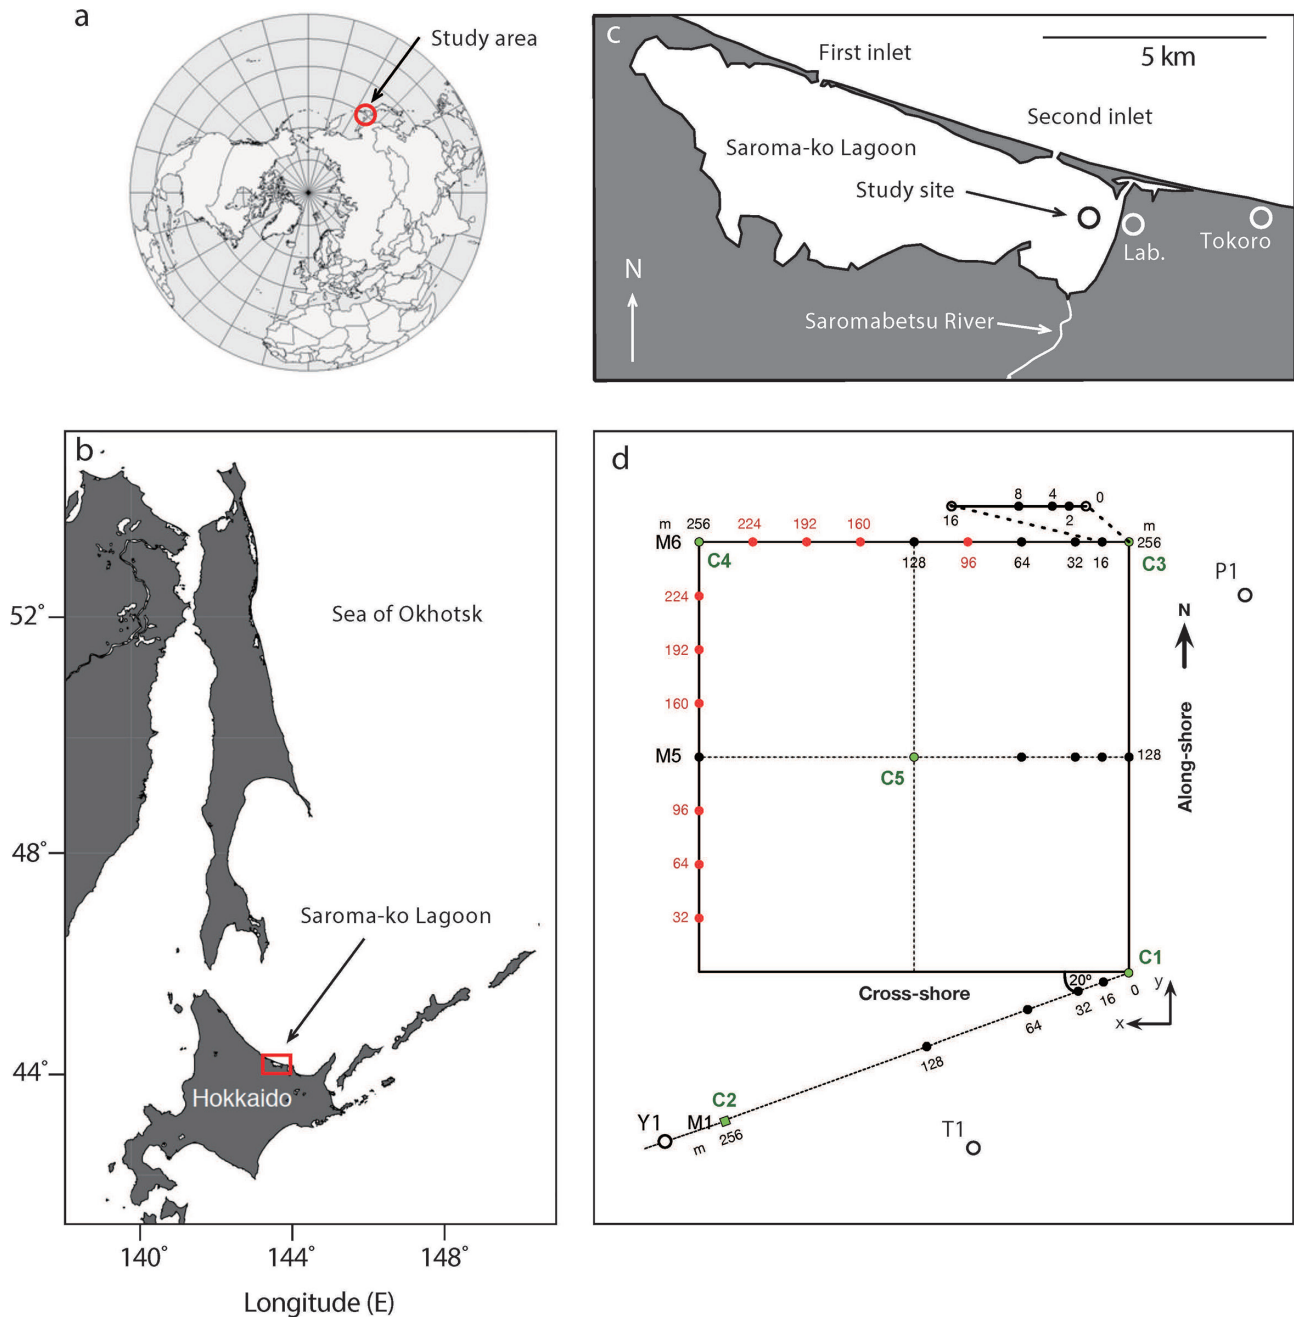 a
Study area
c
First inlet
5 km
Second inlet
Saroma-ko Lagoon
Study site
Lab.
Tokoro
N
Saromabetsu River
b
52°
Sea of Okhotsk
48°
Saroma-ko Lagoon
44°
Hokkaido
140°
144°
148°
Longitude (E)
d
8
4
0
16
2
m
256
224
192
160
m
M6
256
C4
128
96
64
32
16
C3
P1
224
N
192
160
Along-shore
M5
128
C5
96
64
32
C1
20°
Cross-shore
y
x
0
16
32
64
128
C2
Y1
M1
256
m
T1